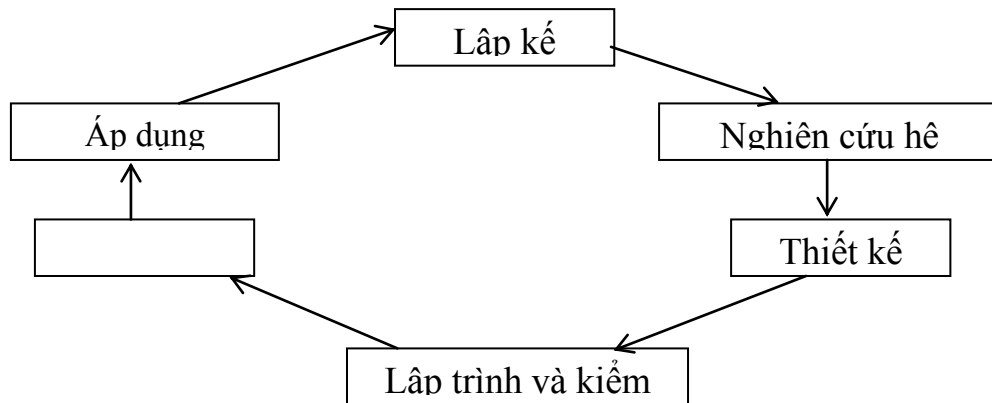 Lập kế
Nghiên cứu hệ
Thiết kế
Lập trình và kiểm
Áp dụng